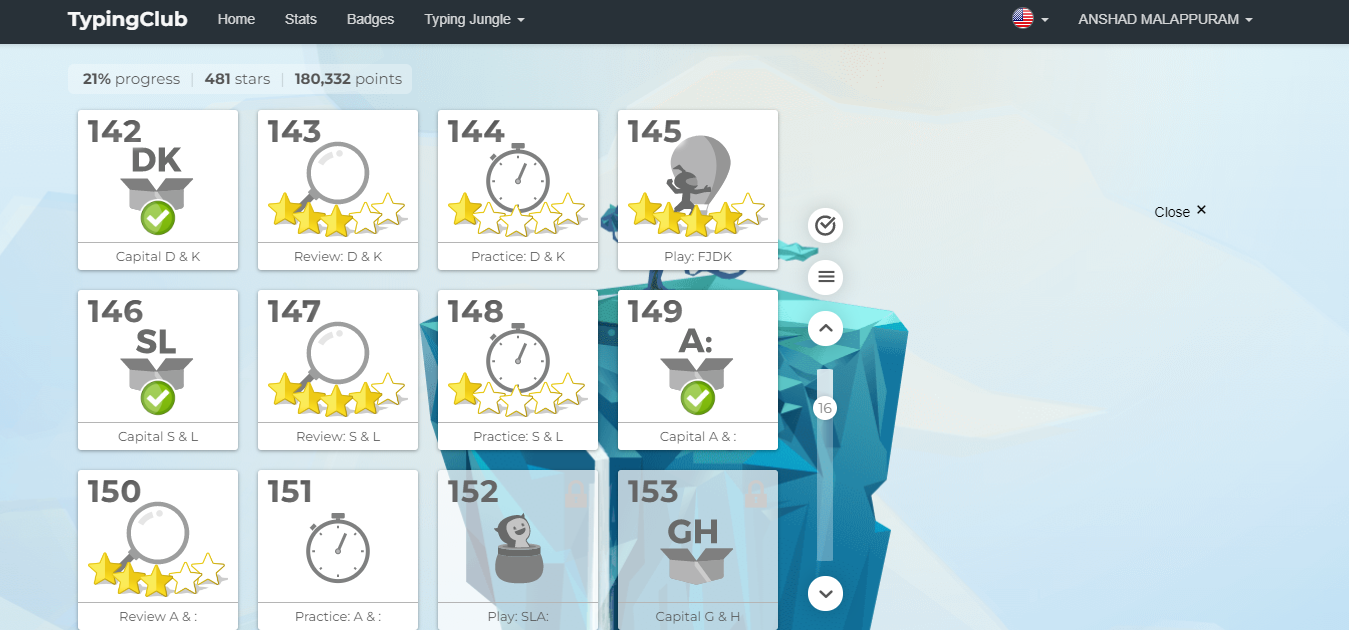 TypingClub Home Stats Badges Typing Jungle ANSHAD MALAPPURAM
21% progress | 481 stars | 180,332 points
142 143 144 145
DK
Capital D & K Review: D & K Practice: D & K Play: FJDK
Close ×
146 147 148 149
SL A:
Capital S & L Review: S & L Practice: S & L Capital A & :
16
150 151 152 153
GH
Review A & : Practice: A & : Play: SLA: Capital G & H